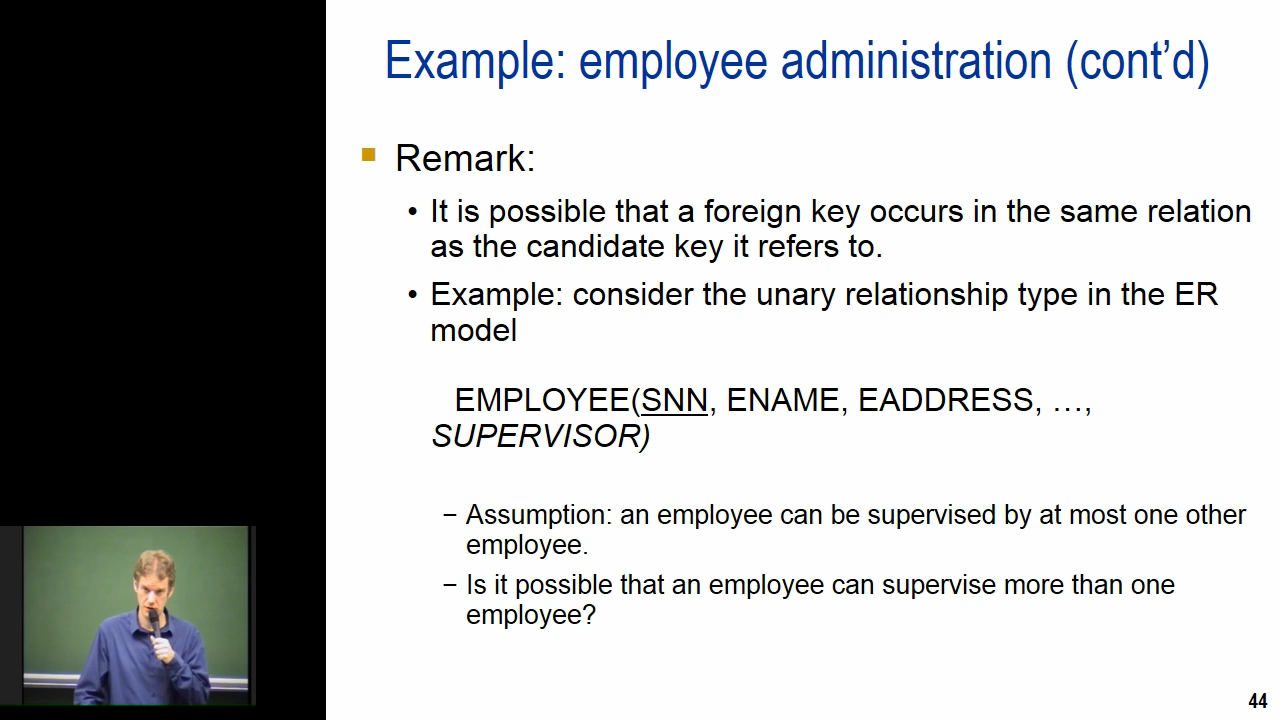 Example: employee administration (cont’d)
Remark:
• It is possible that a foreign key occurs in the same relation
as the candidate key it refers to.
• Example: consider the unary relationship type in the ER
model
EMPLOYEE(SNN, ENAME, EADDRESS, …,
SUPERVISOR)
− Assumption: an employee can be supervised by at most one other
employee.
− Is it possible that an employee can supervise more than one
employee?
44